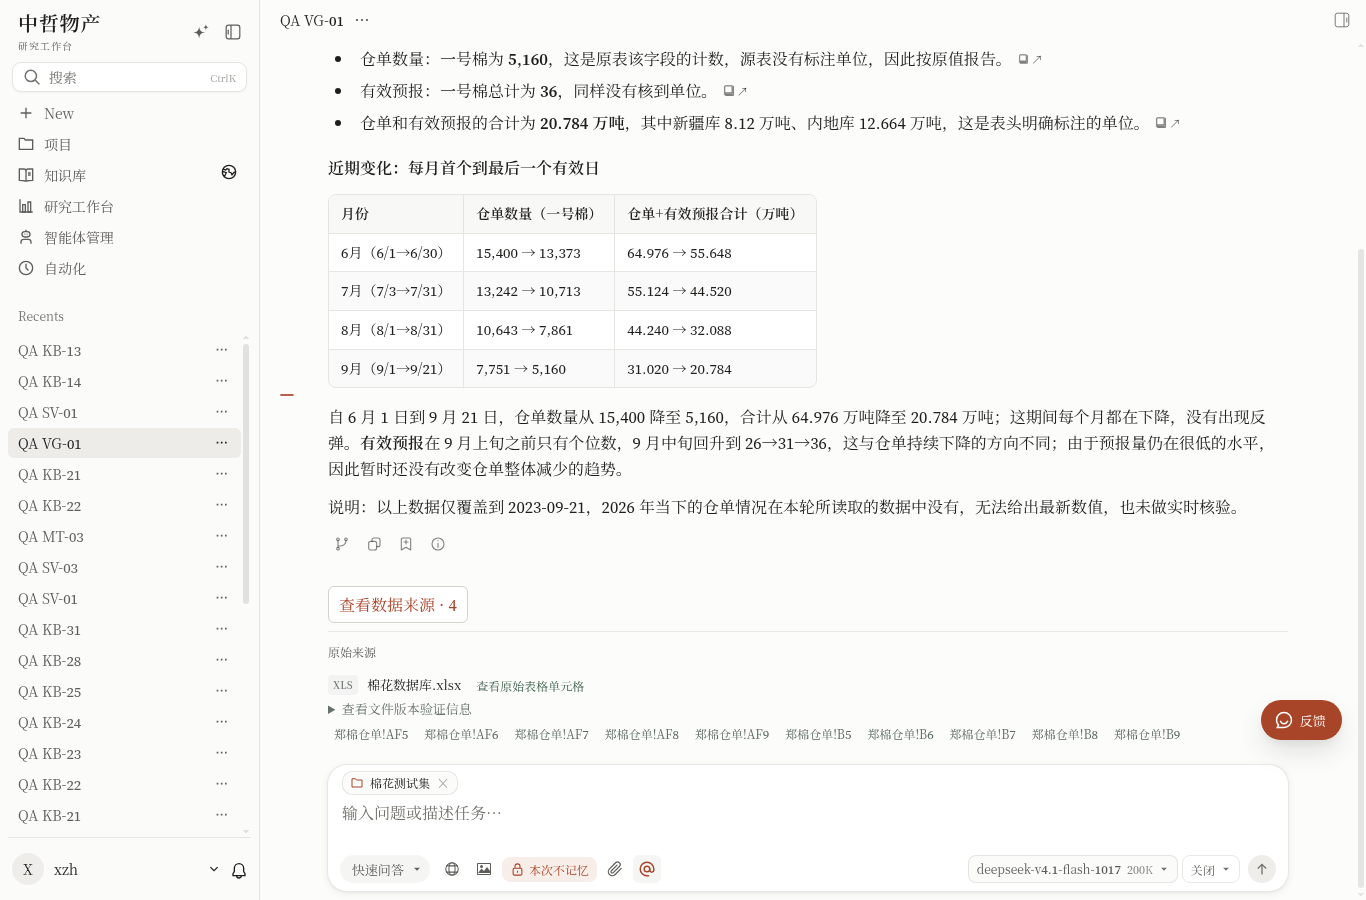 中哲物产
研究工作台
搜索
CtrlK
New
项目
知识库
研究工作台
智能体管理
自动化
Recents
QA KB-13
QA KB-14
QA SV-01
QA VG-01
QA KB-21
QA KB-22
QA MT-03
QA SV-03
QA SV-01
QA KB-31
QA KB-28
QA KB-25
QA KB-24
QA KB-23
QA KB-22
QA KB-21
X xzh
QA VG-01 ···
• 仓单数量：一号棉为 5,160，这是原表该字段的计数，源表没有标注单位，因此按原值报告。
• 有效预报：一号棉总计为 36，同样没有核到单位。
• 仓单和有效预报的合计为 20.784 万吨，其中新疆库 8.12 万吨、内地库 12.664 万吨，这是表头明确标注的单位。
近期变化：每月首个到最后一个有效日
月份 仓单数量（一号棉） 仓单+有效预报合计（万吨）
6月（6/1→6/30） 15,400 → 13,373 64.976 → 55.648
7月（7/3→7/31） 13,242 → 10,713 55.124 → 44.520
8月（8/1→8/31） 10,643 → 7,861 44.240 → 32.088
9月（9/1→9/21） 7,751 → 5,160 31.020 → 20.784
自 6 月 1 日到 9 月 21 日，仓单数量从 15,400 降至 5,160，合计从 64.976 万吨降至 20.784 万吨；这期间每个月都在下降，没有出现反
弹。有效预报在 9 月上旬之前只有个位数，9 月中旬回升到 26→31→36，这与仓单持续下降的方向不同；由于预报量仍在很低的水平，
因此暂时还没有改变仓单整体减少的趋势。
说明：以上数据仅覆盖到 2023-09-21，2026 年当下的仓单情况在本轮所读取的数据中没有，无法给出最新数值，也未做实时核验。
查看数据来源 · 4
原始来源
XLS 棉花数据库.xlsx 查看原始表格单元格
▶ 查看文件版本验证信息
郑棉仓单!AF5 郑棉仓单!AF6 郑棉仓单!AF7 郑棉仓单!AF8 郑棉仓单!AF9 郑棉仓单!B5 郑棉仓单!B6 郑棉仓单!B7 郑棉仓单!B8 郑棉仓单!B9
反馈
棉花测试集
输入问题或描述任务···
快速问答 本次不记忆 deepseek-v4.1-flash-1017 200K 关闭